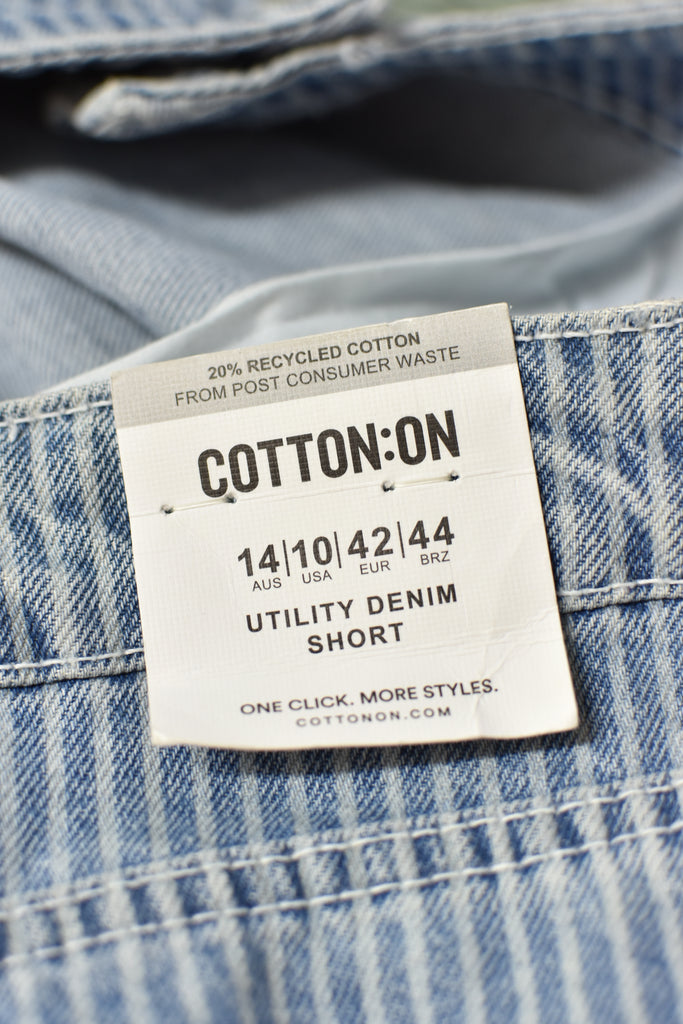 20% RECYCLED COTTON
FROM POST CONSUMER WASTE
COTTON:ON
14|10|42|44
AUS USA EUR BRZ
UTILITY DENIM
SHORT
ONE CLICK. MORE STYLES.
COTTONON.COM